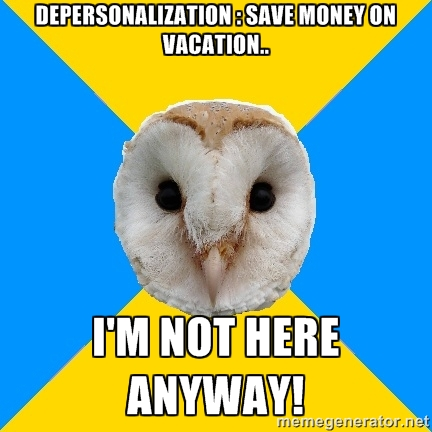 DEPERSONALIZATION : SAVE MONEY ON
VACATION..
I'M NOT HERE
ANYWAY!
memegenerator.net